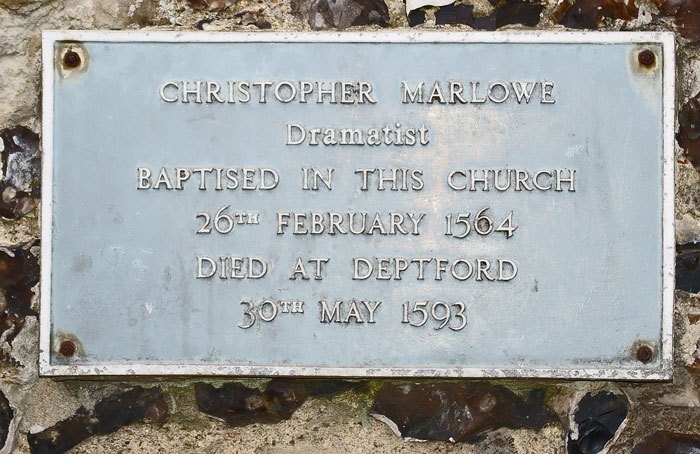 CHRISTOPHER MARLOWE
Dramatist
BAPTISED IN THIS CHURCH
26TH FEBRUARY 1564
DIED AT DEPTFORD
30TH MAY 1593